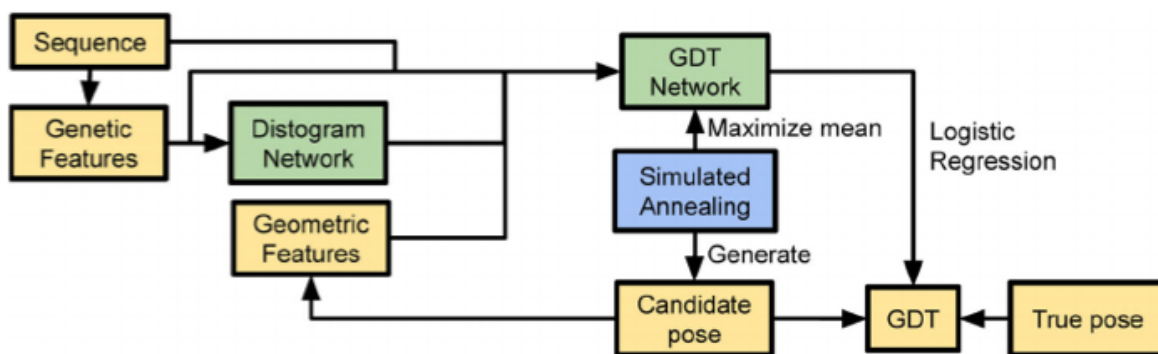 Sequence
Genetic
Features
Distogram
Network
Geometric
Features
GDT
Network
Maximize mean
Simulated
Annealing
Generate
Candidate
pose
Logistic
Regression
GDT
True pose